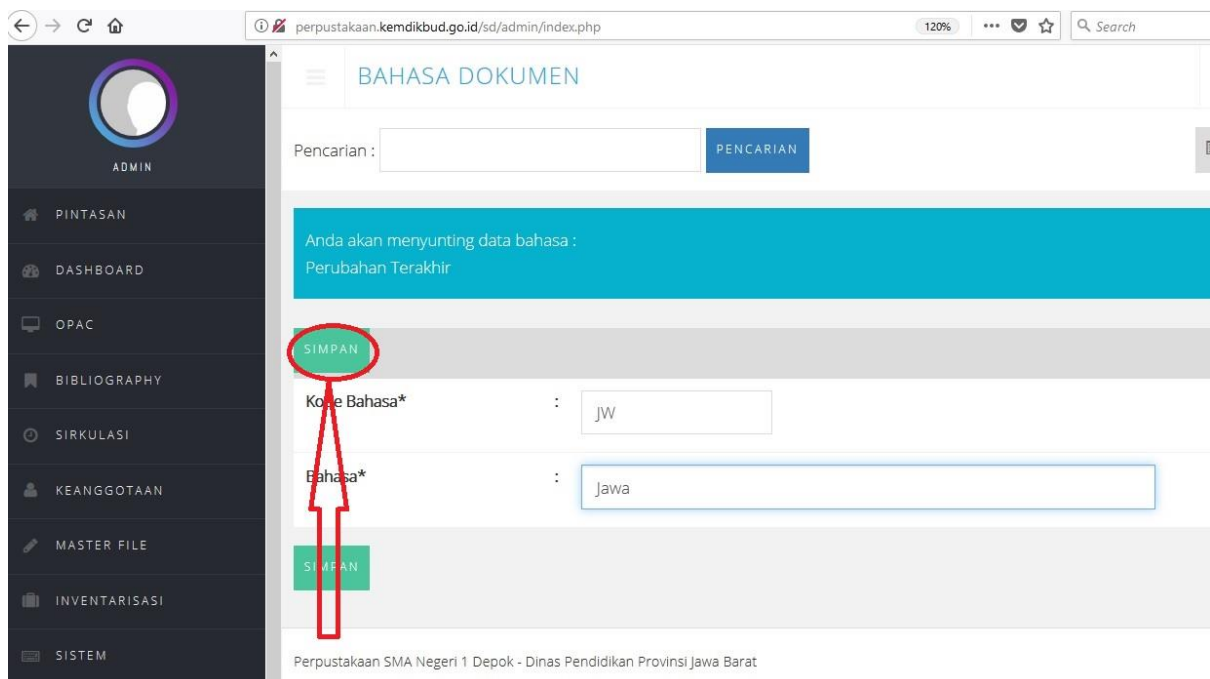 perpustakaan.kemdikbud.go.id/sd/admin/index.php
120%
Search
ADMIN
PINTASAN
DASHBOARD
OPAC
BIBLIOGRAPHY
SIRKULASI
KEANGGOTAAN
MASTER FILE
INVENTARISASI
SISTEM
BAHASA DOKUMEN
Pencarian :
PENCARIAN
Anda akan menyunting data bahasa :
Perubahan Terakhir
SIMPAN
Kode Bahasa* : JW
Bahasa* : Jawa
SIMPAN
Perpustakaan SMA Negeri 1 Depok - Dinas Pendidikan Provinsi Jawa Barat